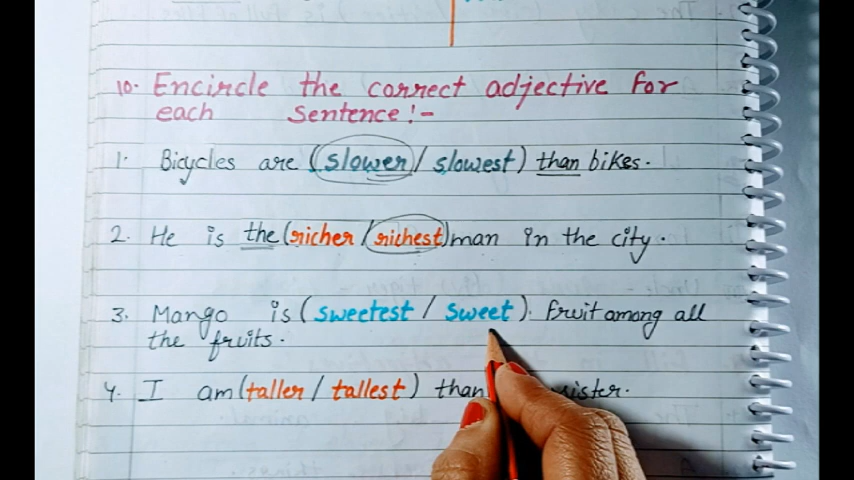 10. Encircle the correct adjective for
each sentence!-
1. Bicycles are (slower / slowest) than bikes.
2. He is the (richer / richest) man in the city.
3. Mango is (sweetest / sweet). fruit among all
the fruits.
4. I am (taller / tallest) than sister.